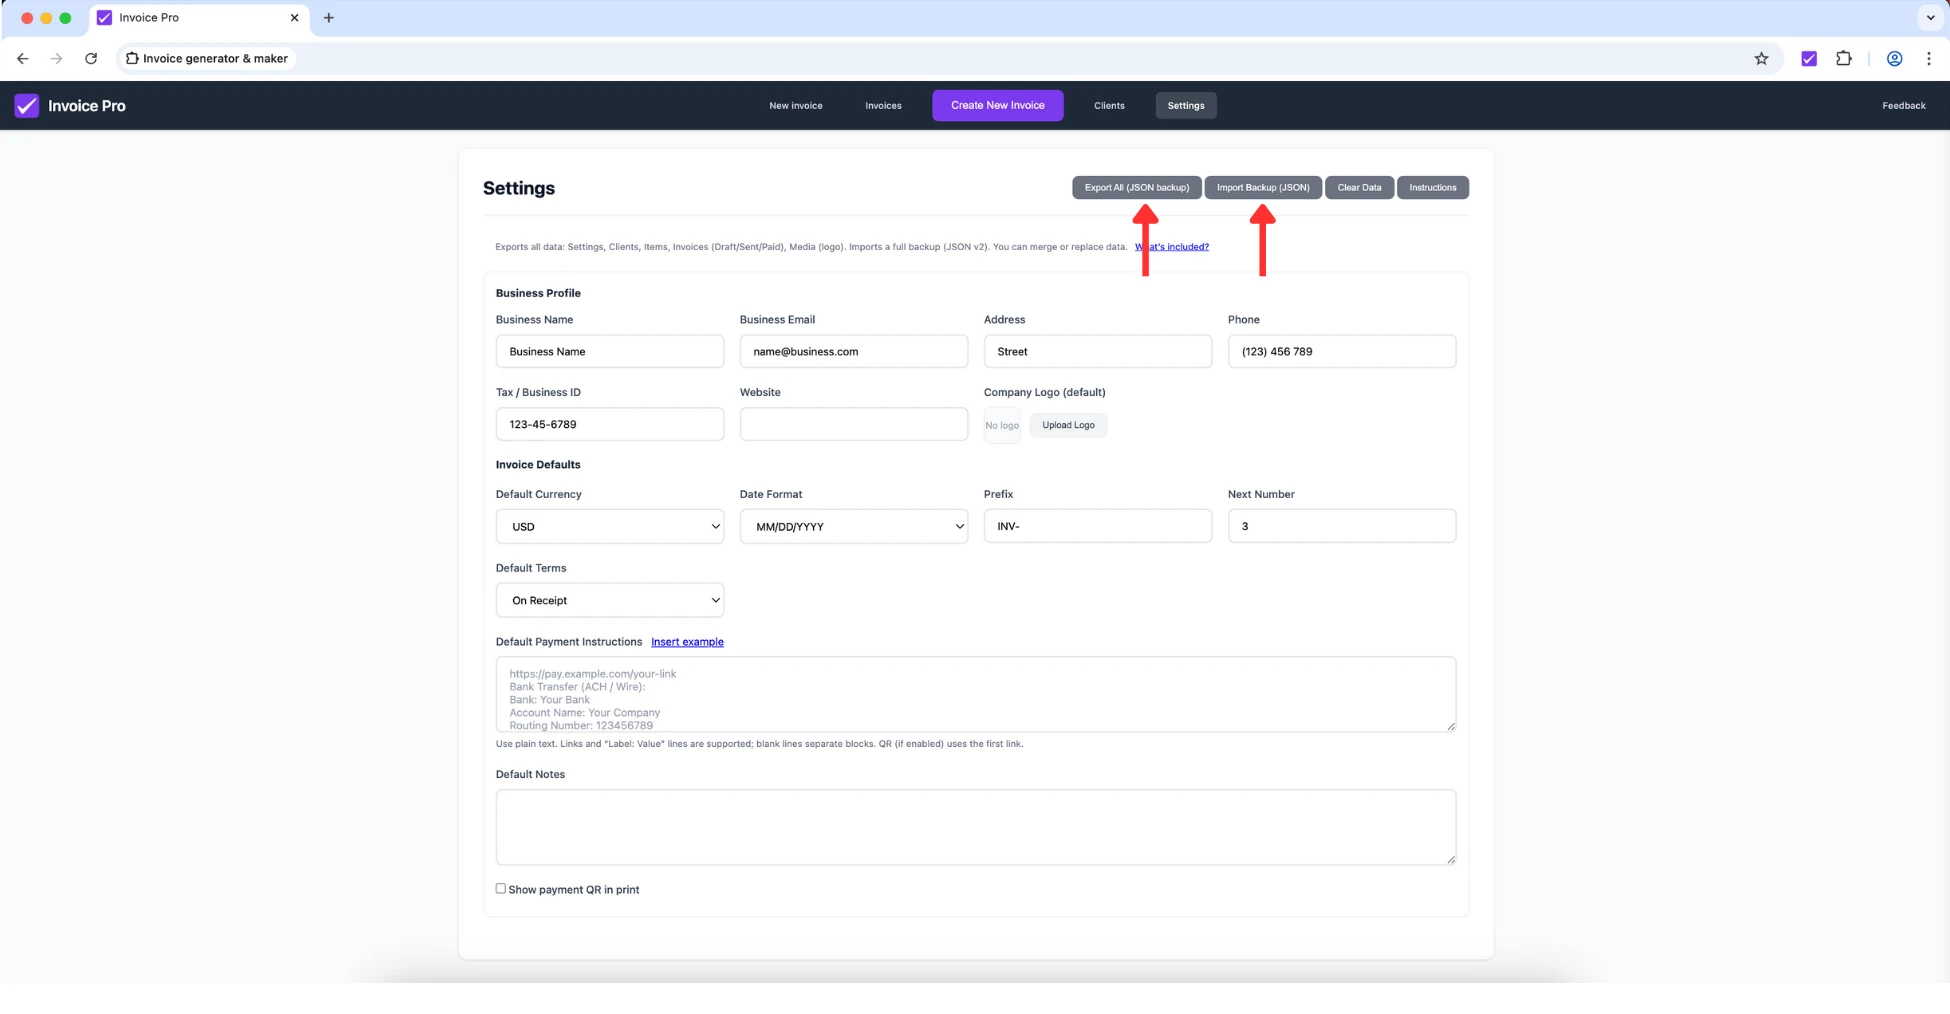 Invoice Pro
Invoice generator & maker
Invoice Pro
New invoice
Invoices
Create New Invoice
Clients
Settings
Feedback
Settings
Export All (JSON backup)
Import Backup (JSON)
Clear Data
Instructions
Exports all data: Settings, Clients, Items, Invoices (Draft/Sent/Paid), Media (logo). Imports a full backup (JSON v2). You can merge or replace data. What's included?
Business Profile
Business Name
Business Email
Address
Phone
Business Name
name@business.com
Street
(123) 456 789
Tax / Business ID
Website
Company Logo (default)
123-45-6789
No logo
Upload Logo
Invoice Defaults
Default Currency
Date Format
Prefix
Next Number
USD
MM/DD/YYYY
INV-
3
Default Terms
On Receipt
Default Payment Instructions Insert example
https://pay.example.com/your-link
Bank Transfer (ACH / Wire):
Bank: Your Bank
Account Name: Your Company
Routing Number: 123456789
Use plain text. Links and "Label: Value" lines are supported; blank lines separate blocks. QR (if enabled) uses the first link.
Default Notes
Show payment QR in print